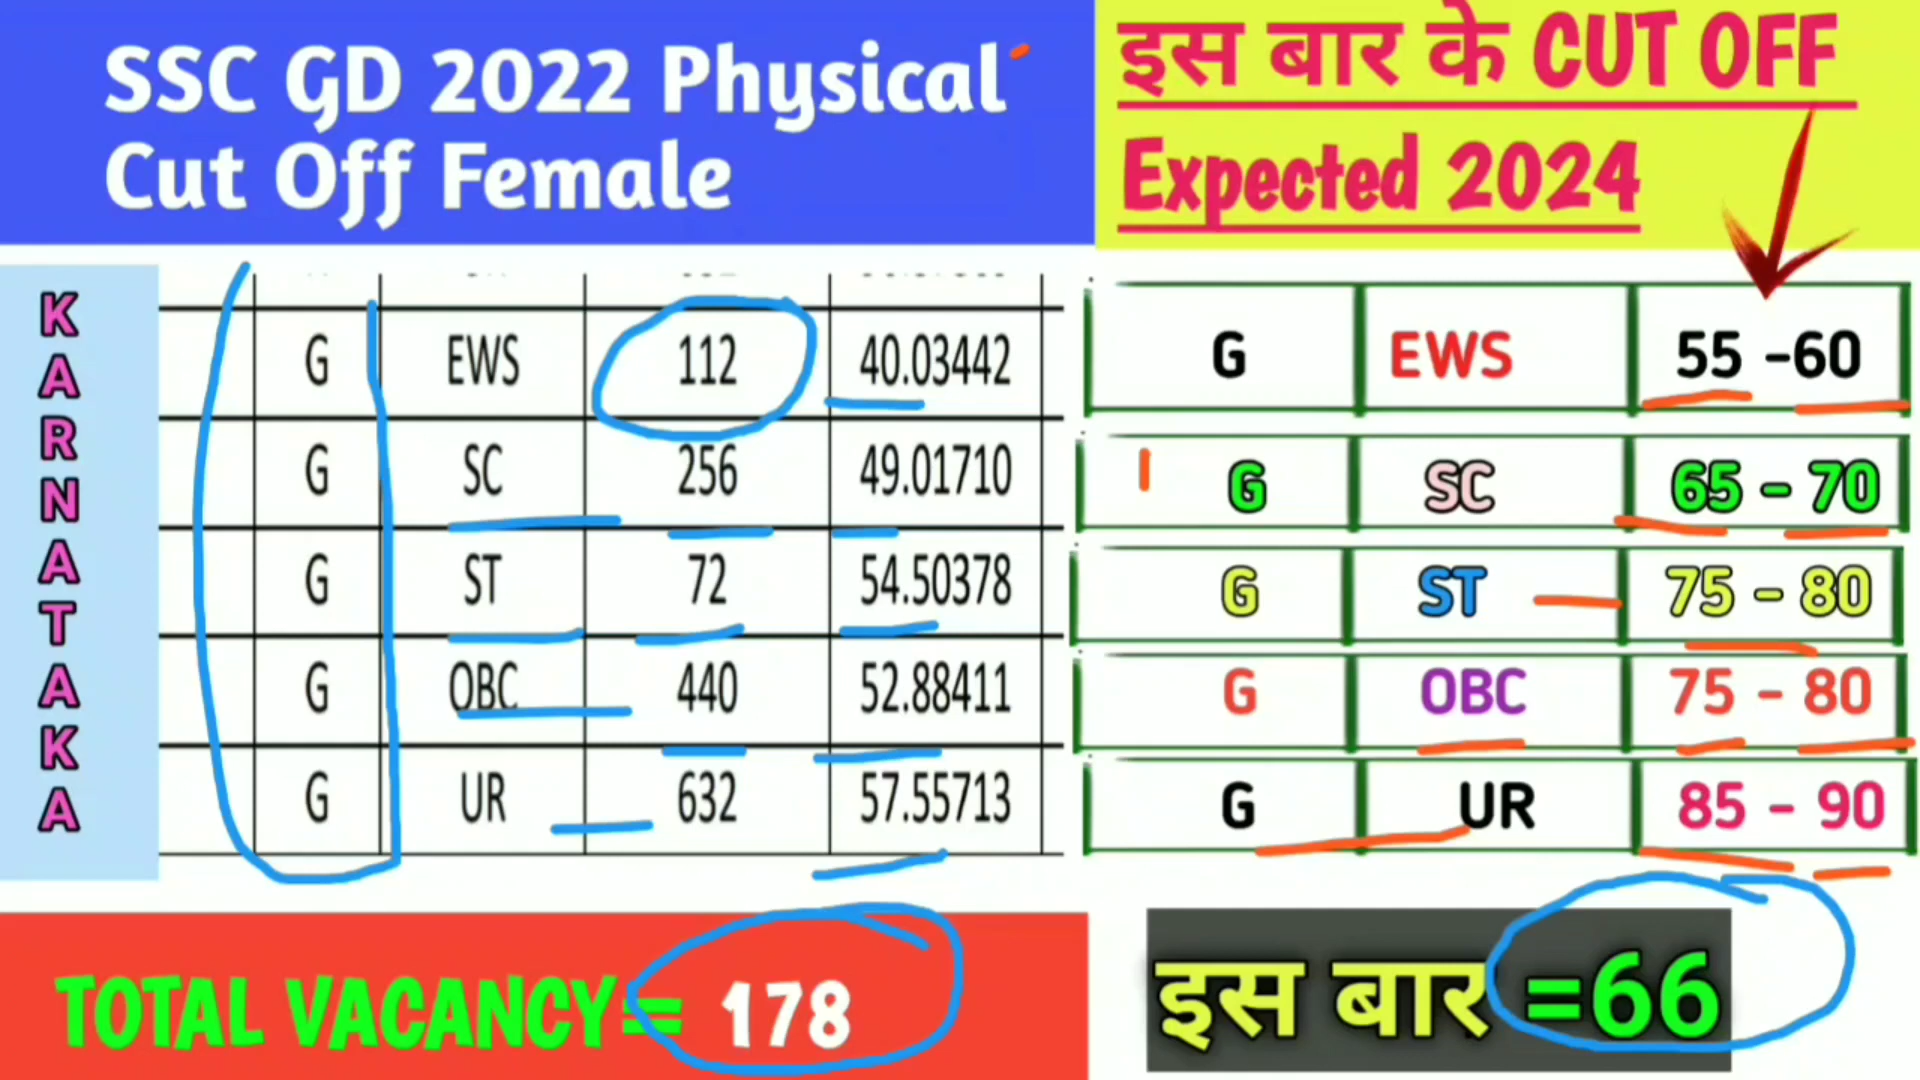 SSC GD 2022 Physical
Cut Off Female
इस बार के CUT OFF
Expected 2024
KARNATAKA
G EWS 112 40.03442
G SC 256 49.01710
G ST 72 54.50378
G OBC 440 52.88411
G UR 632 57.55713
G EWS 55 -60
G SC 65 - 70
G ST 75 - 80
G OBC 75 - 80
G UR 85 - 90
TOTAL VACANCY= 178
इस बार =66